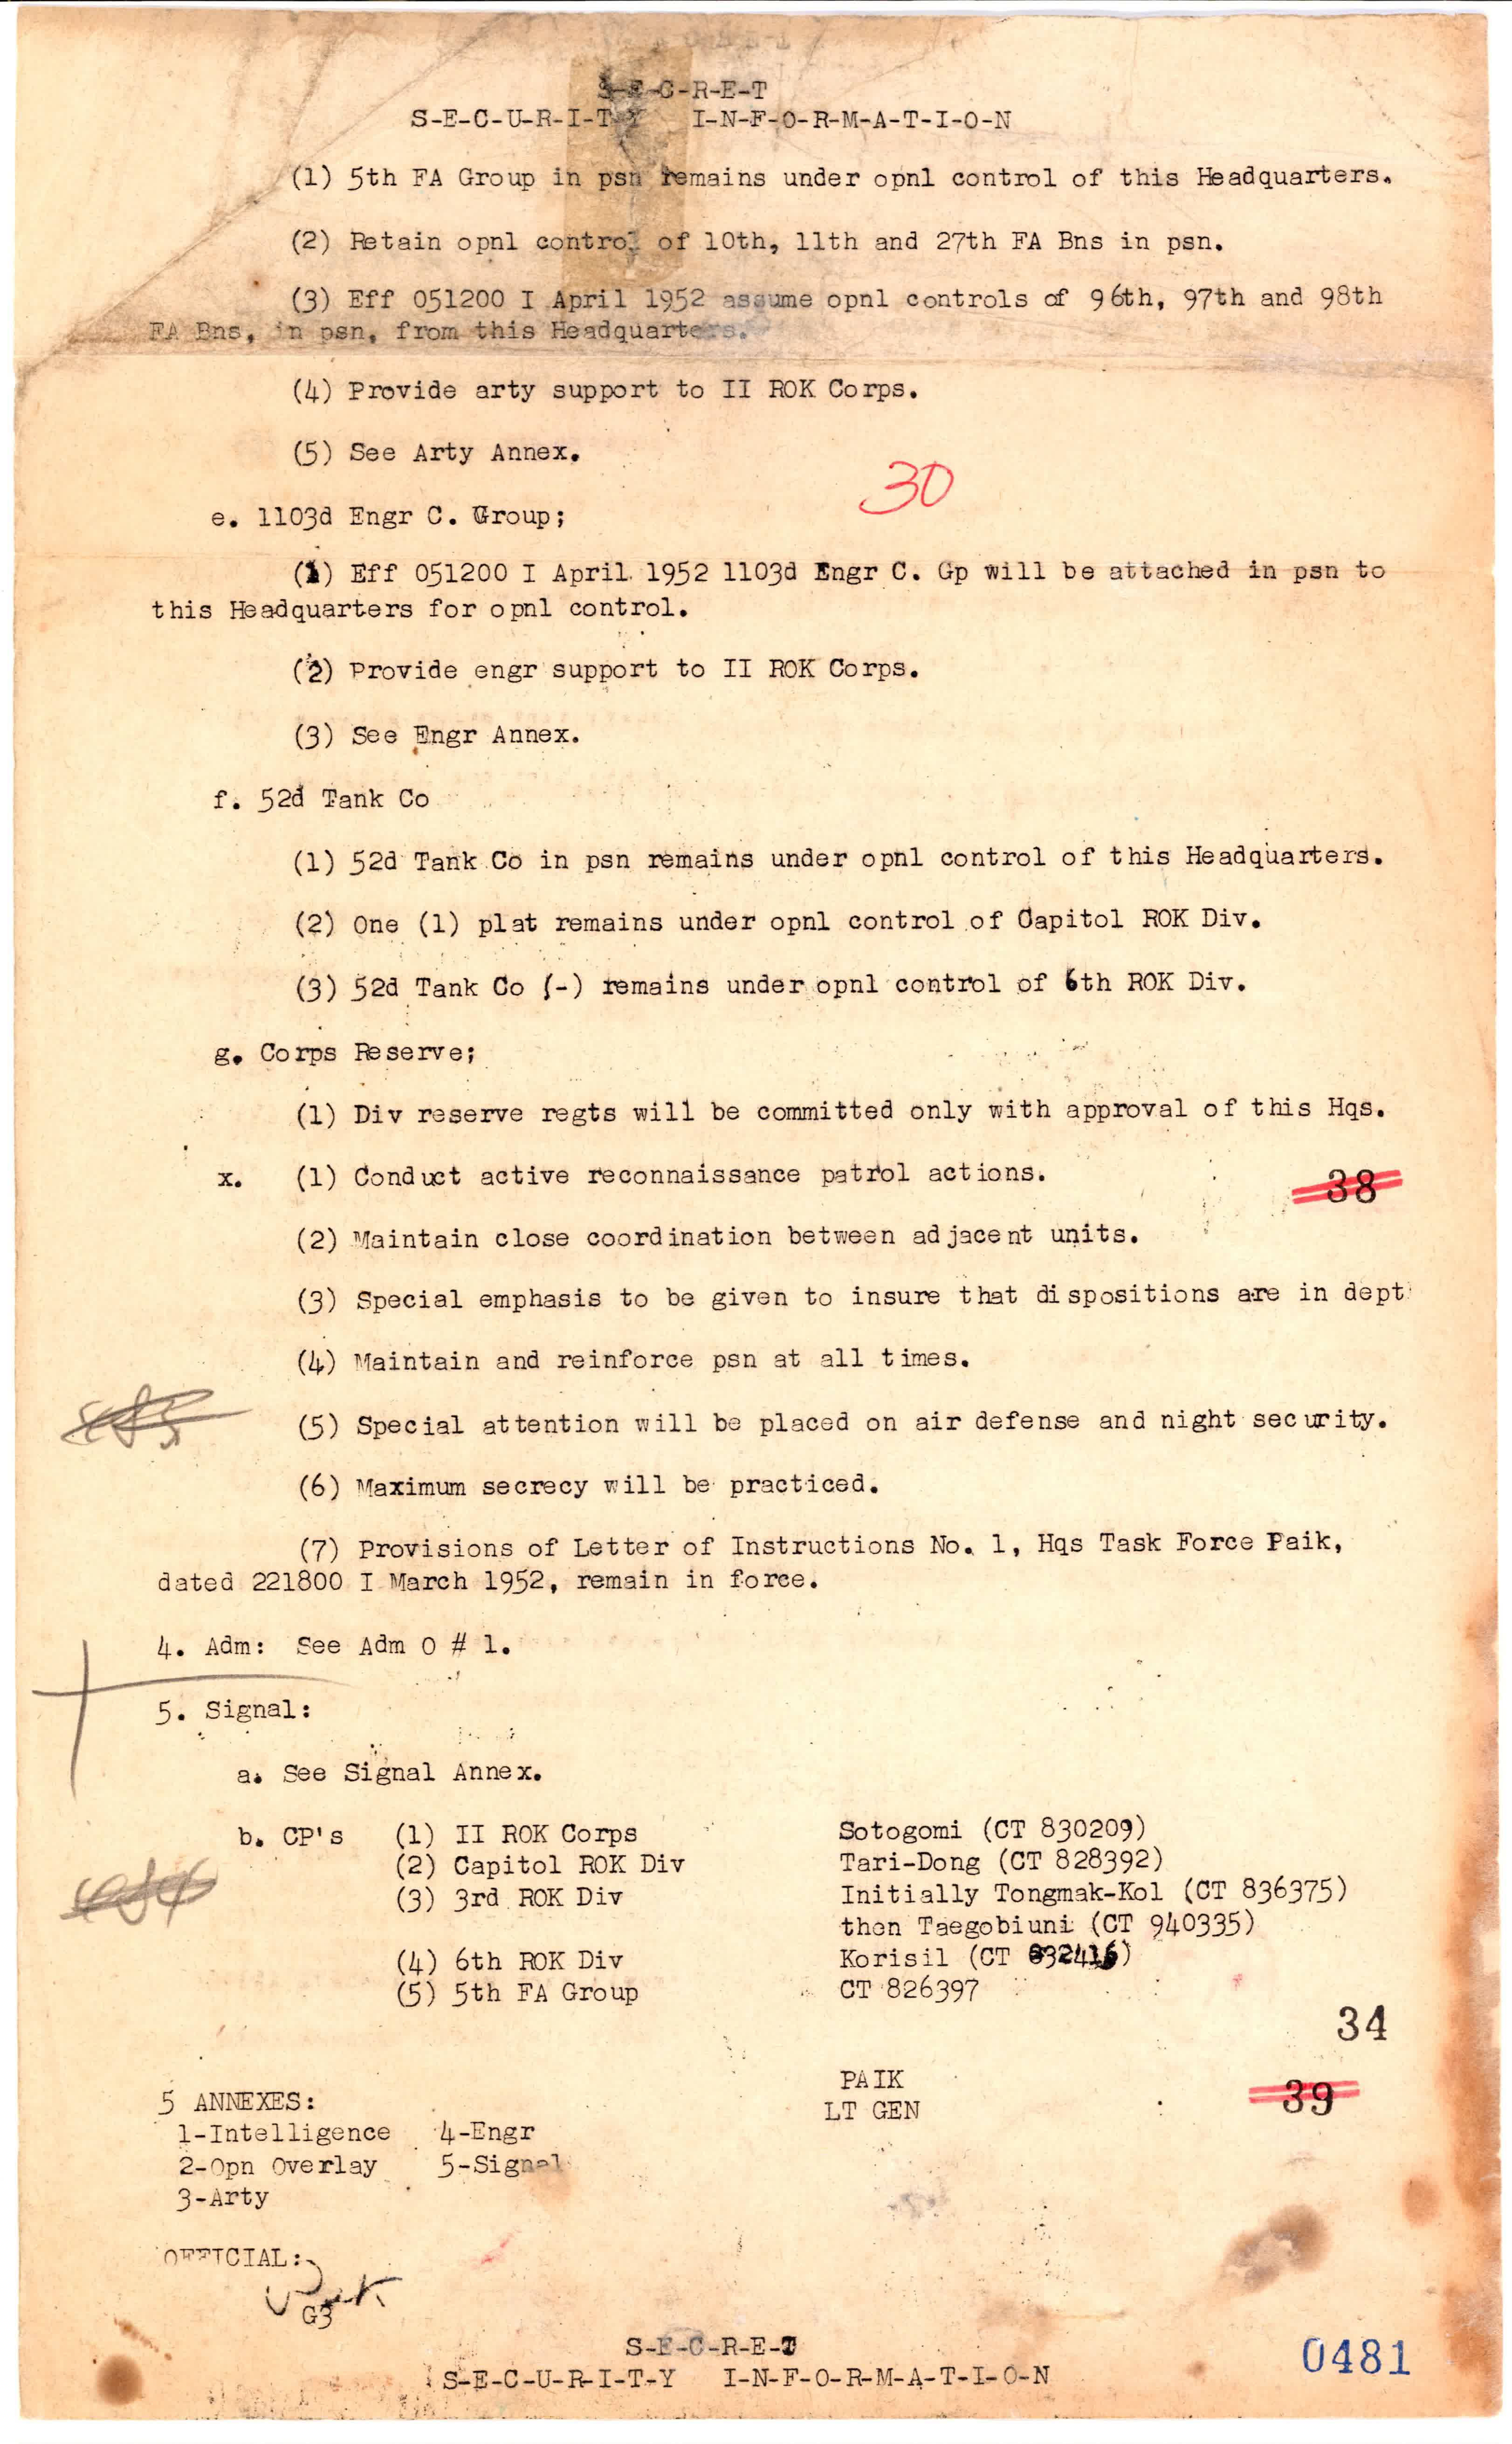 S-E-C-R-E-T
S-E-C-U-R-I-T-Y I-N-F-O-R-M-A-T-I-O-N
(1) 5th FA Group in psn remains under opnl control of this Headquarters.
(2) Retain opnl control of 10th, 11th and 27th FA Bns in psn.
(3) Eff 051200 I April 1952 assume opnl controls of 96th, 97th and 98th
FA Bns, in psn, from this Headquarters.
(4) Provide arty support to II ROK Corps.
(5) See Arty Annex.
30
e. 1103d Engr C. Group;
(1) Eff 051200 I April 1952 1103d Engr C. Gp will be attached in psn to
this Headquarters for opnl control.
(2) Provide engr support to II ROK Corps.
(3) See Engr Annex.
f. 52d Tank Co
(1) 52d Tank Co in psn remains under opnl control of this Headquarters.
(2) One (1) plat remains under opnl control of Capitol ROK Div.
(3) 52d Tank Co (-) remains under opnl control of 6th ROK Div.
g. Corps Reserve;
(1) Div reserve regts will be committed only with approval of this Hqs.
x. (1) Conduct active reconnaissance patrol actions.
38
(2) Maintain close coordination between adjacent units.
(3) Special emphasis to be given to insure that dispositions are in dept
(4) Maintain and reinforce psn at all times.
(5) Special attention will be placed on air defense and night security.
(6) Maximum secrecy will be practiced.
(7) Provisions of Letter of Instructions No. 1, Hqs Task Force Paik,
dated 221800 I March 1952, remain in force.
4. Adm: See Adm O # 1.
5. Signal:
a. See Signal Annex.
b. CP's (1) II ROK Corps Sotogomi (CT 830209)
(2) Capitol ROK Div Tari-Dong (CT 828392)
(3) 3rd ROK Div Initially Tongmak-Kol (CT 836375)
then Taegobiuni (CT 940335)
(4) 6th ROK Div Korisil (CT 832416)
(5) 5th FA Group CT 826397
34
PAIK
LT GEN
39
5 ANNEXES:
1-Intelligence 4-Engr
2-Opn Overlay 5-Signal
3-Arty
OFFICIAL:
G3
S-E-C-R-E-T
S-E-C-U-R-I-T-Y I-N-F-O-R-M-A-T-I-O-N
0481